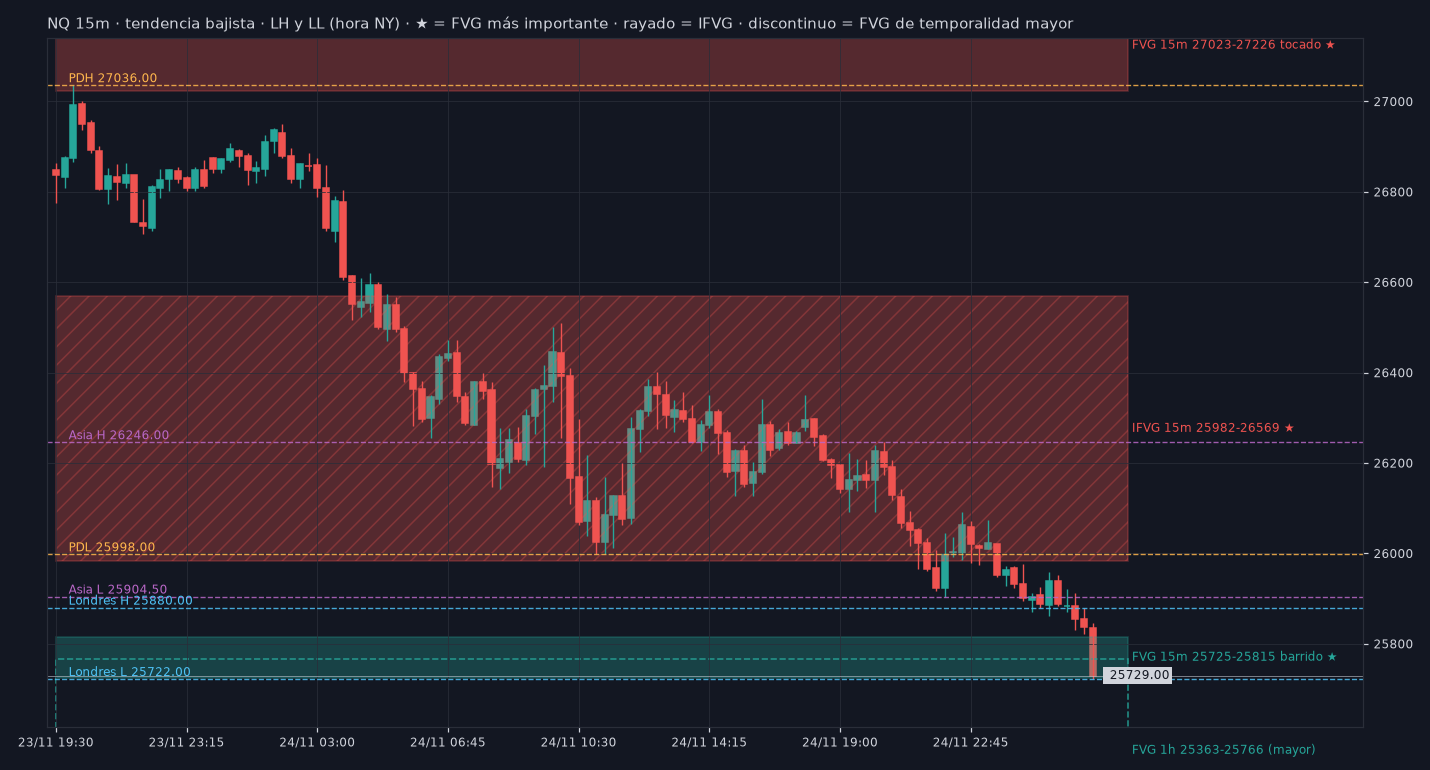 NQ 15m · tendencia bajista · LH y LL (hora NY) · ★ = FVG más importante · rayado = IFVG · discontinuo = FVG de temporalidad mayor
FVG 15m 27023-27226 tocado ★
PDH 27036.00
27000
26800
26600
26400
IFVG 15m 25982-26569 ★
Asia H 26246.00
26200
PDL 25998.00
26000
Asia L 25904.50
Londres H 25880.00
25800
FVG 15m 25725-25815 barrido ★
Londres L 25722.00
25729.00
23/11 19:30
23/11 23:15
24/11 03:00
24/11 06:45
24/11 10:30
24/11 14:15
24/11 19:00
24/11 22:45
FVG 1h 25363-25766 (mayor)